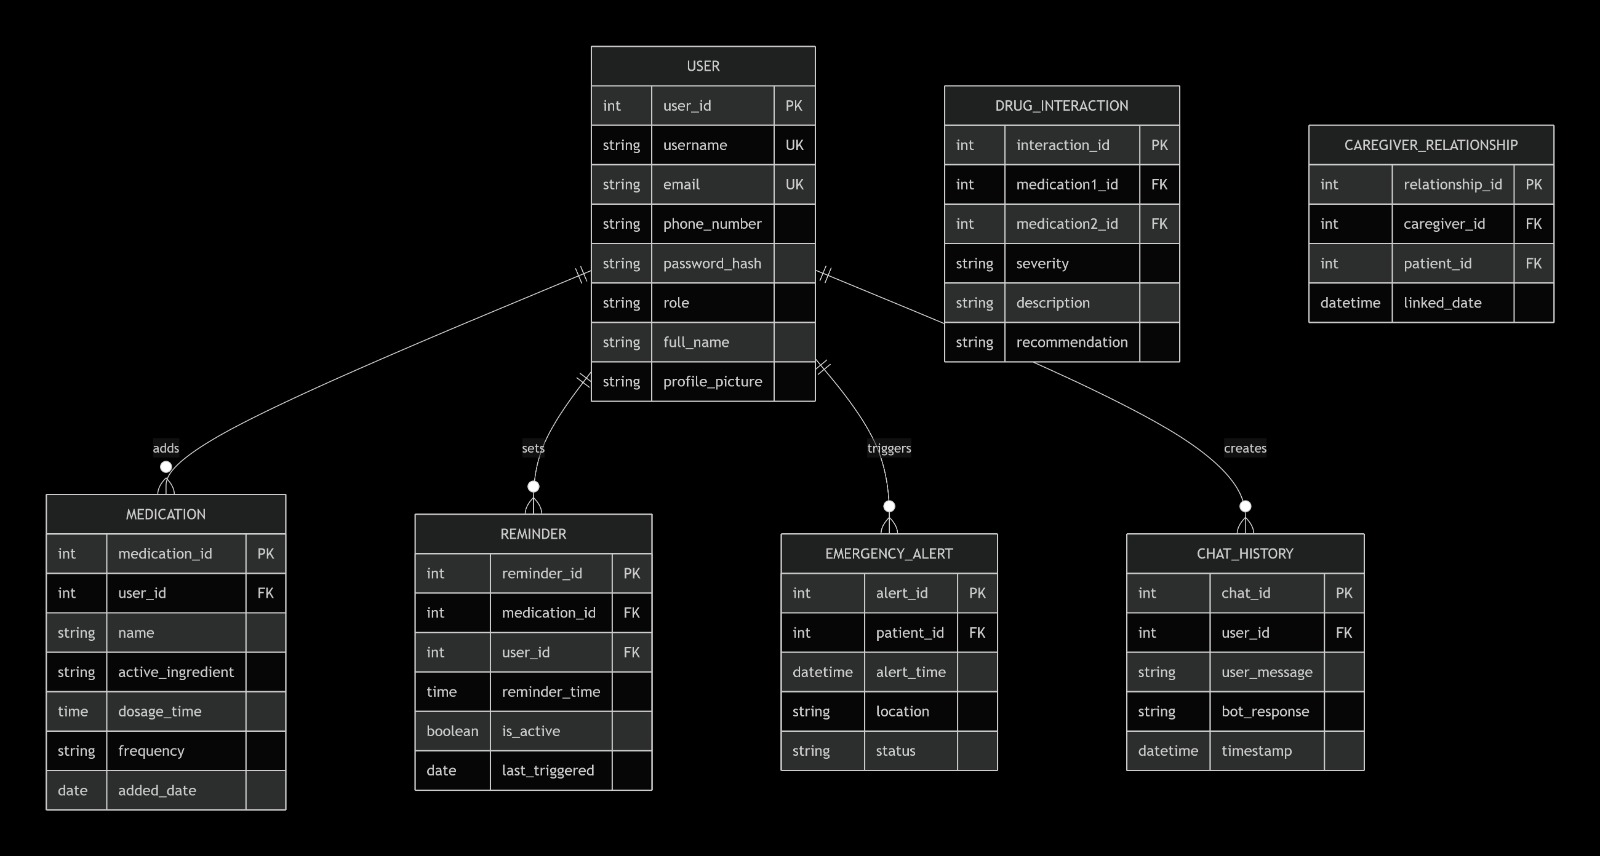 USER
int user_id PK
string username UK
string email UK
string phone_number
string password_hash
string role
string full_name
string profile_picture
DRUG_INTERACTION
int interaction_id PK
int medication1_id FK
int medication2_id FK
string severity
string description
string recommendation
CAREGIVER_RELATIONSHIP
int relationship_id PK
int caregiver_id FK
int patient_id FK
datetime linked_date
adds
sets
triggers
creates
MEDICATION
int medication_id PK
int user_id FK
string name
string active_ingredient
time dosage_time
string frequency
date added_date
REMINDER
int reminder_id PK
int medication_id FK
int user_id FK
time reminder_time
boolean is_active
date last_triggered
EMERGENCY_ALERT
int alert_id PK
int patient_id FK
datetime alert_time
string location
string status
CHAT_HISTORY
int chat_id PK
int user_id FK
string user_message
string bot_response
datetime timestamp